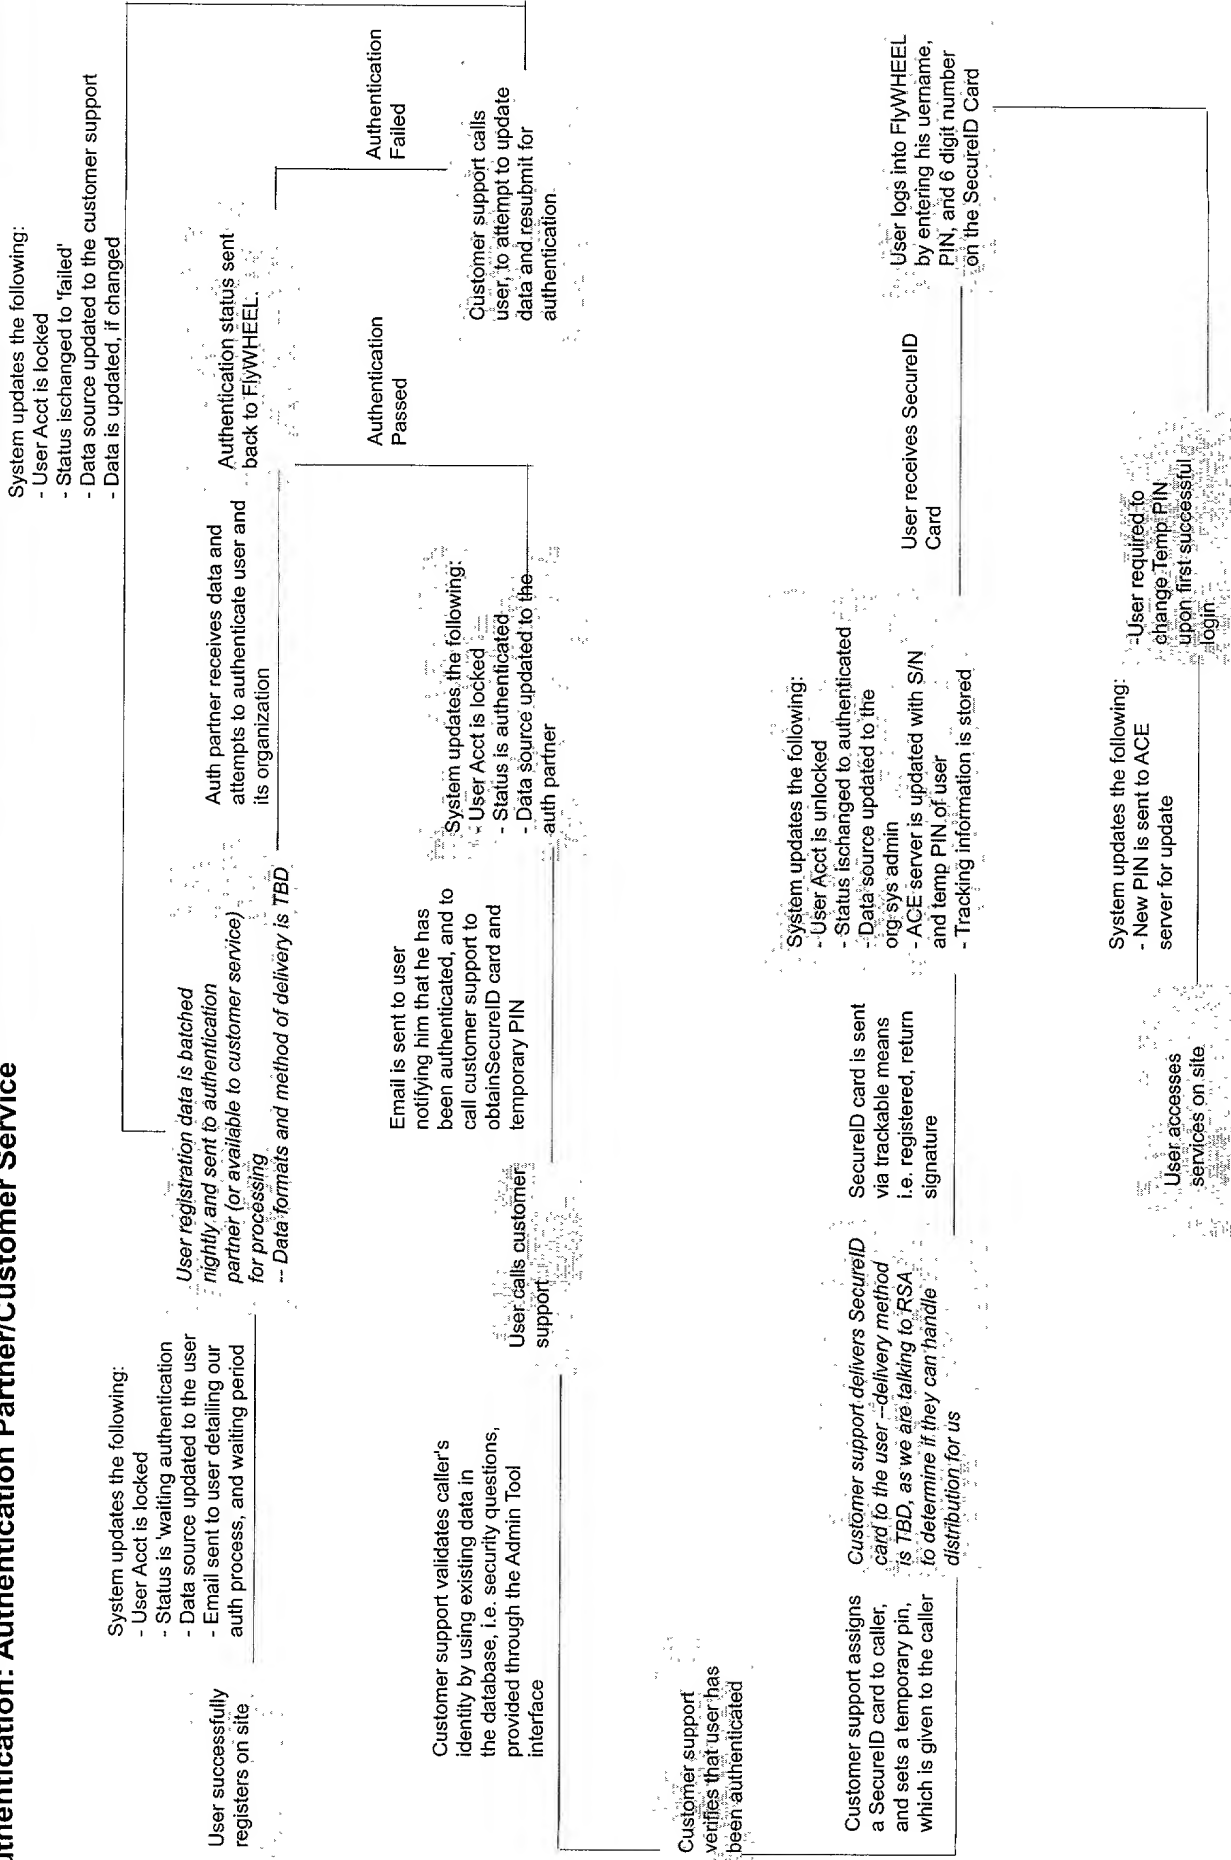 uthentication: Authentication Partner/Customer Service
User successfully
registers on site
System updates the following:
- User Acct is locked
- Status is 'waiting authentication
- Data source updated to the user
- Email sent to user detailing our
auth process, and waiting period
User registration data is batched
nightly and sent to authentication
partner (or available to customer service)
for processing
-- Data formats and method of delivery is TBD
Auth partner receives data and
attempts to authenticate user and
its organization
Authentication status sent
back to FlyWHEEL.
System updates the following:
- User Acct is locked
- Status ischanged to 'failed'
- Data source updated to the customer support
- Data is updated, if changed
Authentication
Passed
Authentication
Failed
Customer support calls
user, to attempt to update
data and resubmit for
authentication
System updates the following:
- User Acct is locked
- Status is authenticated
- Data source updated to the
auth partner
Email is sent to user
notifying him that he has
been authenticated, and to
call customer support to
obtainSecureID card and
temporary PIN
User calls customer
support
Customer support validates caller's
identity by using existing data in
the database, i.e. security questions,
provided through the Admin Tool
interface
Customer support
verifies that user has
been authenticated
Customer support assigns
a SecureID card to caller,
and sets a temporary pin,
which is given to the caller
Customer support delivers SecureID
card to the user --delivery method
is TBD, as we are talking to RSA
to determine if they can handle
distribution for us
SecureID card is sent
via trackable means
i.e. registered, return
signature
System updates the following:
- User Acct is unlocked
- Status ischanged to authenticated
- Data source updated to the
org sys admin
- ACE server is updated with S/N
and temp PIN of user
- Tracking information is stored
User receives SecureID
Card
User logs into FlyWHEEL
by entering his uername,
PIN, and 6 digit number
on the SecureID Card
-User required to
change Temp PIN
upon first successful
login
System updates the following:
- New PIN is sent to ACE
server for update
User accesses
services on site